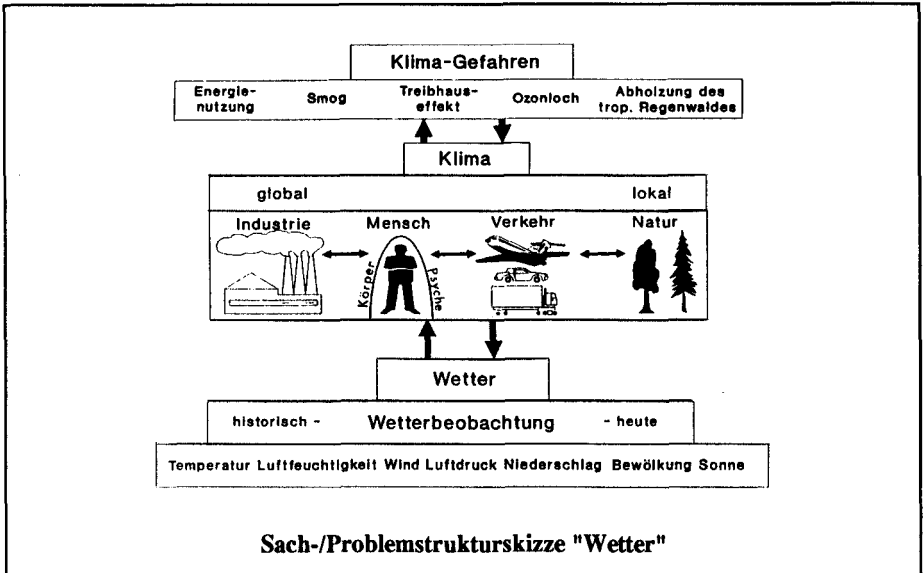 Klima-Gefahren
Energie-
nutzung
Smog
Treibhaus-
effekt
Ozonloch
Abholzung des
trop. Regenwaldes
Klima
global
lokal
Industrie
Mensch
Verkehr
Natur
Körper
Psyche
Wetter
historisch -
Wetterbeobachtung
- heute
Temperatur Luftfeuchtigkeit Wind Luftdruck Niederschlag Bewölkung Sonne
Sach-/Problemstrukturskizze "Wetter"